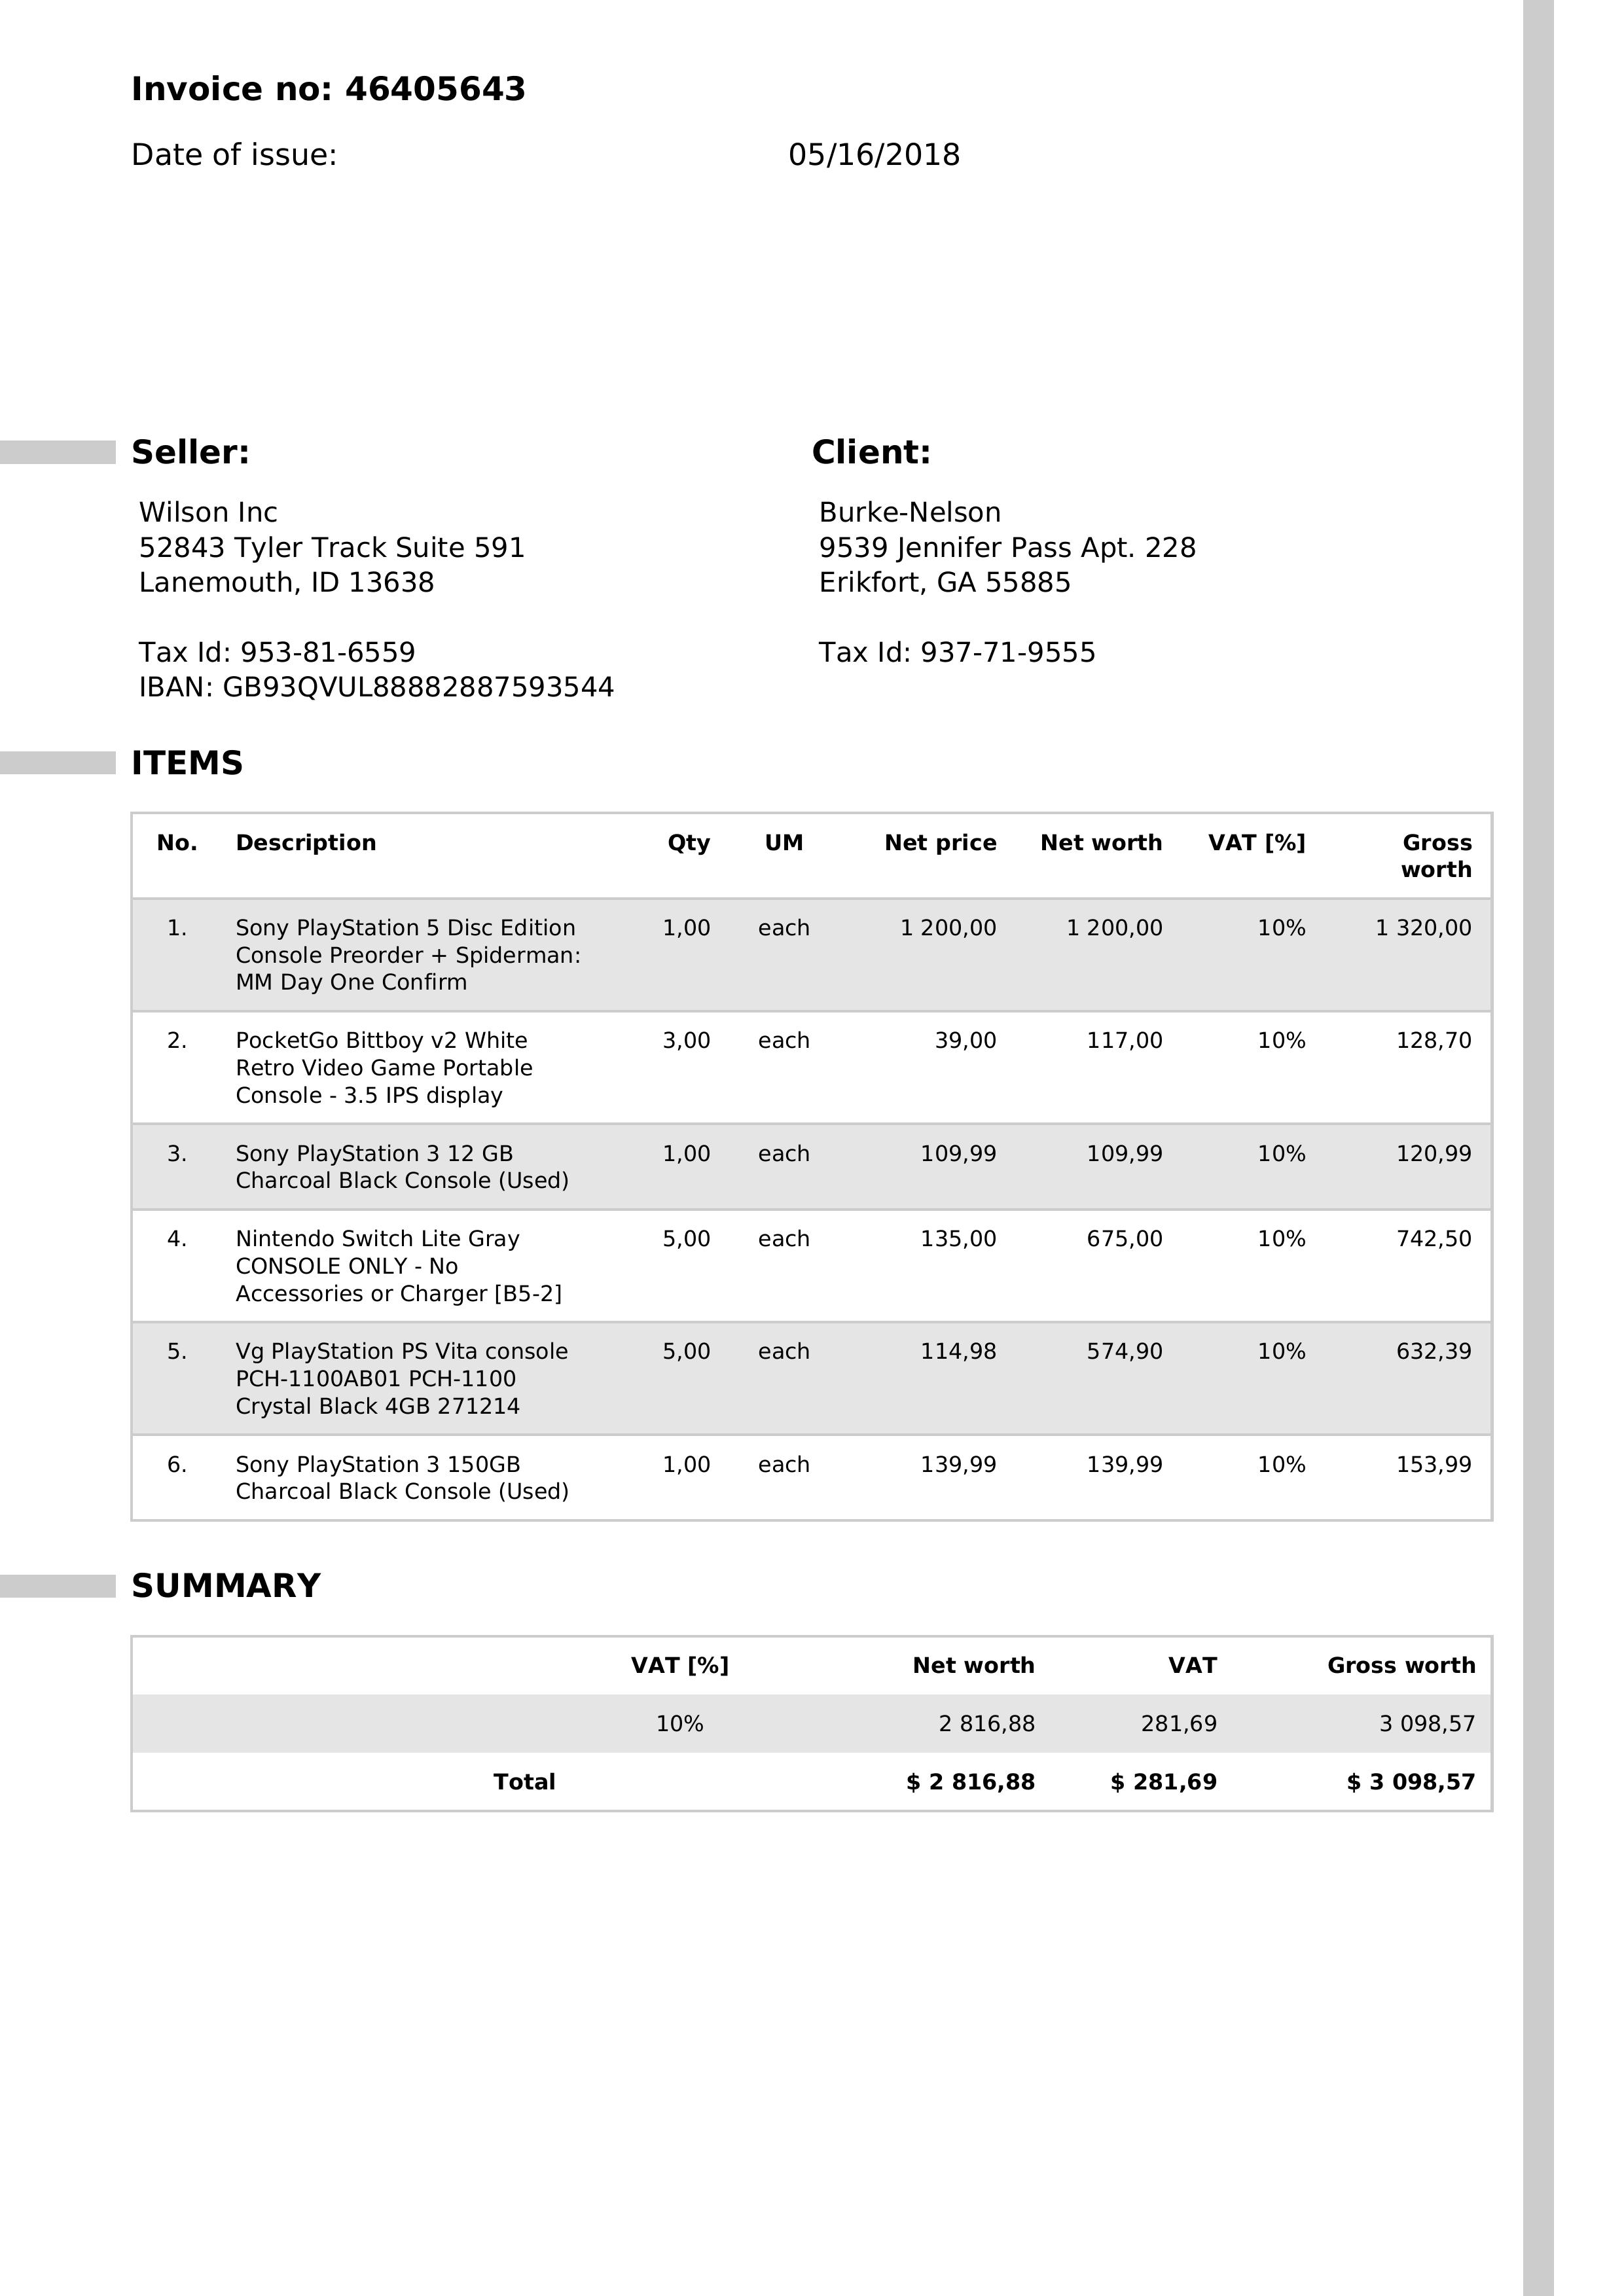 Invoice no: 46405643
Date of issue: 05/16/2018
Seller:
Wilson Inc
52843 Tyler Track Suite 591
Lanemouth, ID 13638
Tax Id: 953-81-6559
IBAN: GB93QVUL88882887593544
Client:
Burke-Nelson
9539 Jennifer Pass Apt. 228
Erikfort, GA 55885
Tax Id: 937-71-9555
ITEMS
No. Description Qty UM Net price Net worth VAT [%] Gross
worth
1. Sony PlayStation 5 Disc Edition 1,00 each 1 200,00 1 200,00 10% 1 320,00
Console Preorder + Spiderman:
MM Day One Confirm
2. PocketGo Bittboy v2 White 3,00 each 39,00 117,00 10% 128,70
Retro Video Game Portable
Console - 3.5 IPS display
3. Sony PlayStation 3 12 GB 1,00 each 109,99 109,99 10% 120,99
Charcoal Black Console (Used)
4. Nintendo Switch Lite Gray 5,00 each 135,00 675,00 10% 742,50
CONSOLE ONLY - No
Accessories or Charger [B5-2]
5. Vg PlayStation PS Vita console 5,00 each 114,98 574,90 10% 632,39
PCH-1100AB01 PCH-1100
Crystal Black 4GB 271214
6. Sony PlayStation 3 150GB 1,00 each 139,99 139,99 10% 153,99
Charcoal Black Console (Used)
SUMMARY
VAT [%] Net worth VAT Gross worth
10% 2 816,88 281,69 3 098,57
Total $ 2 816,88 $ 281,69 $ 3 098,57